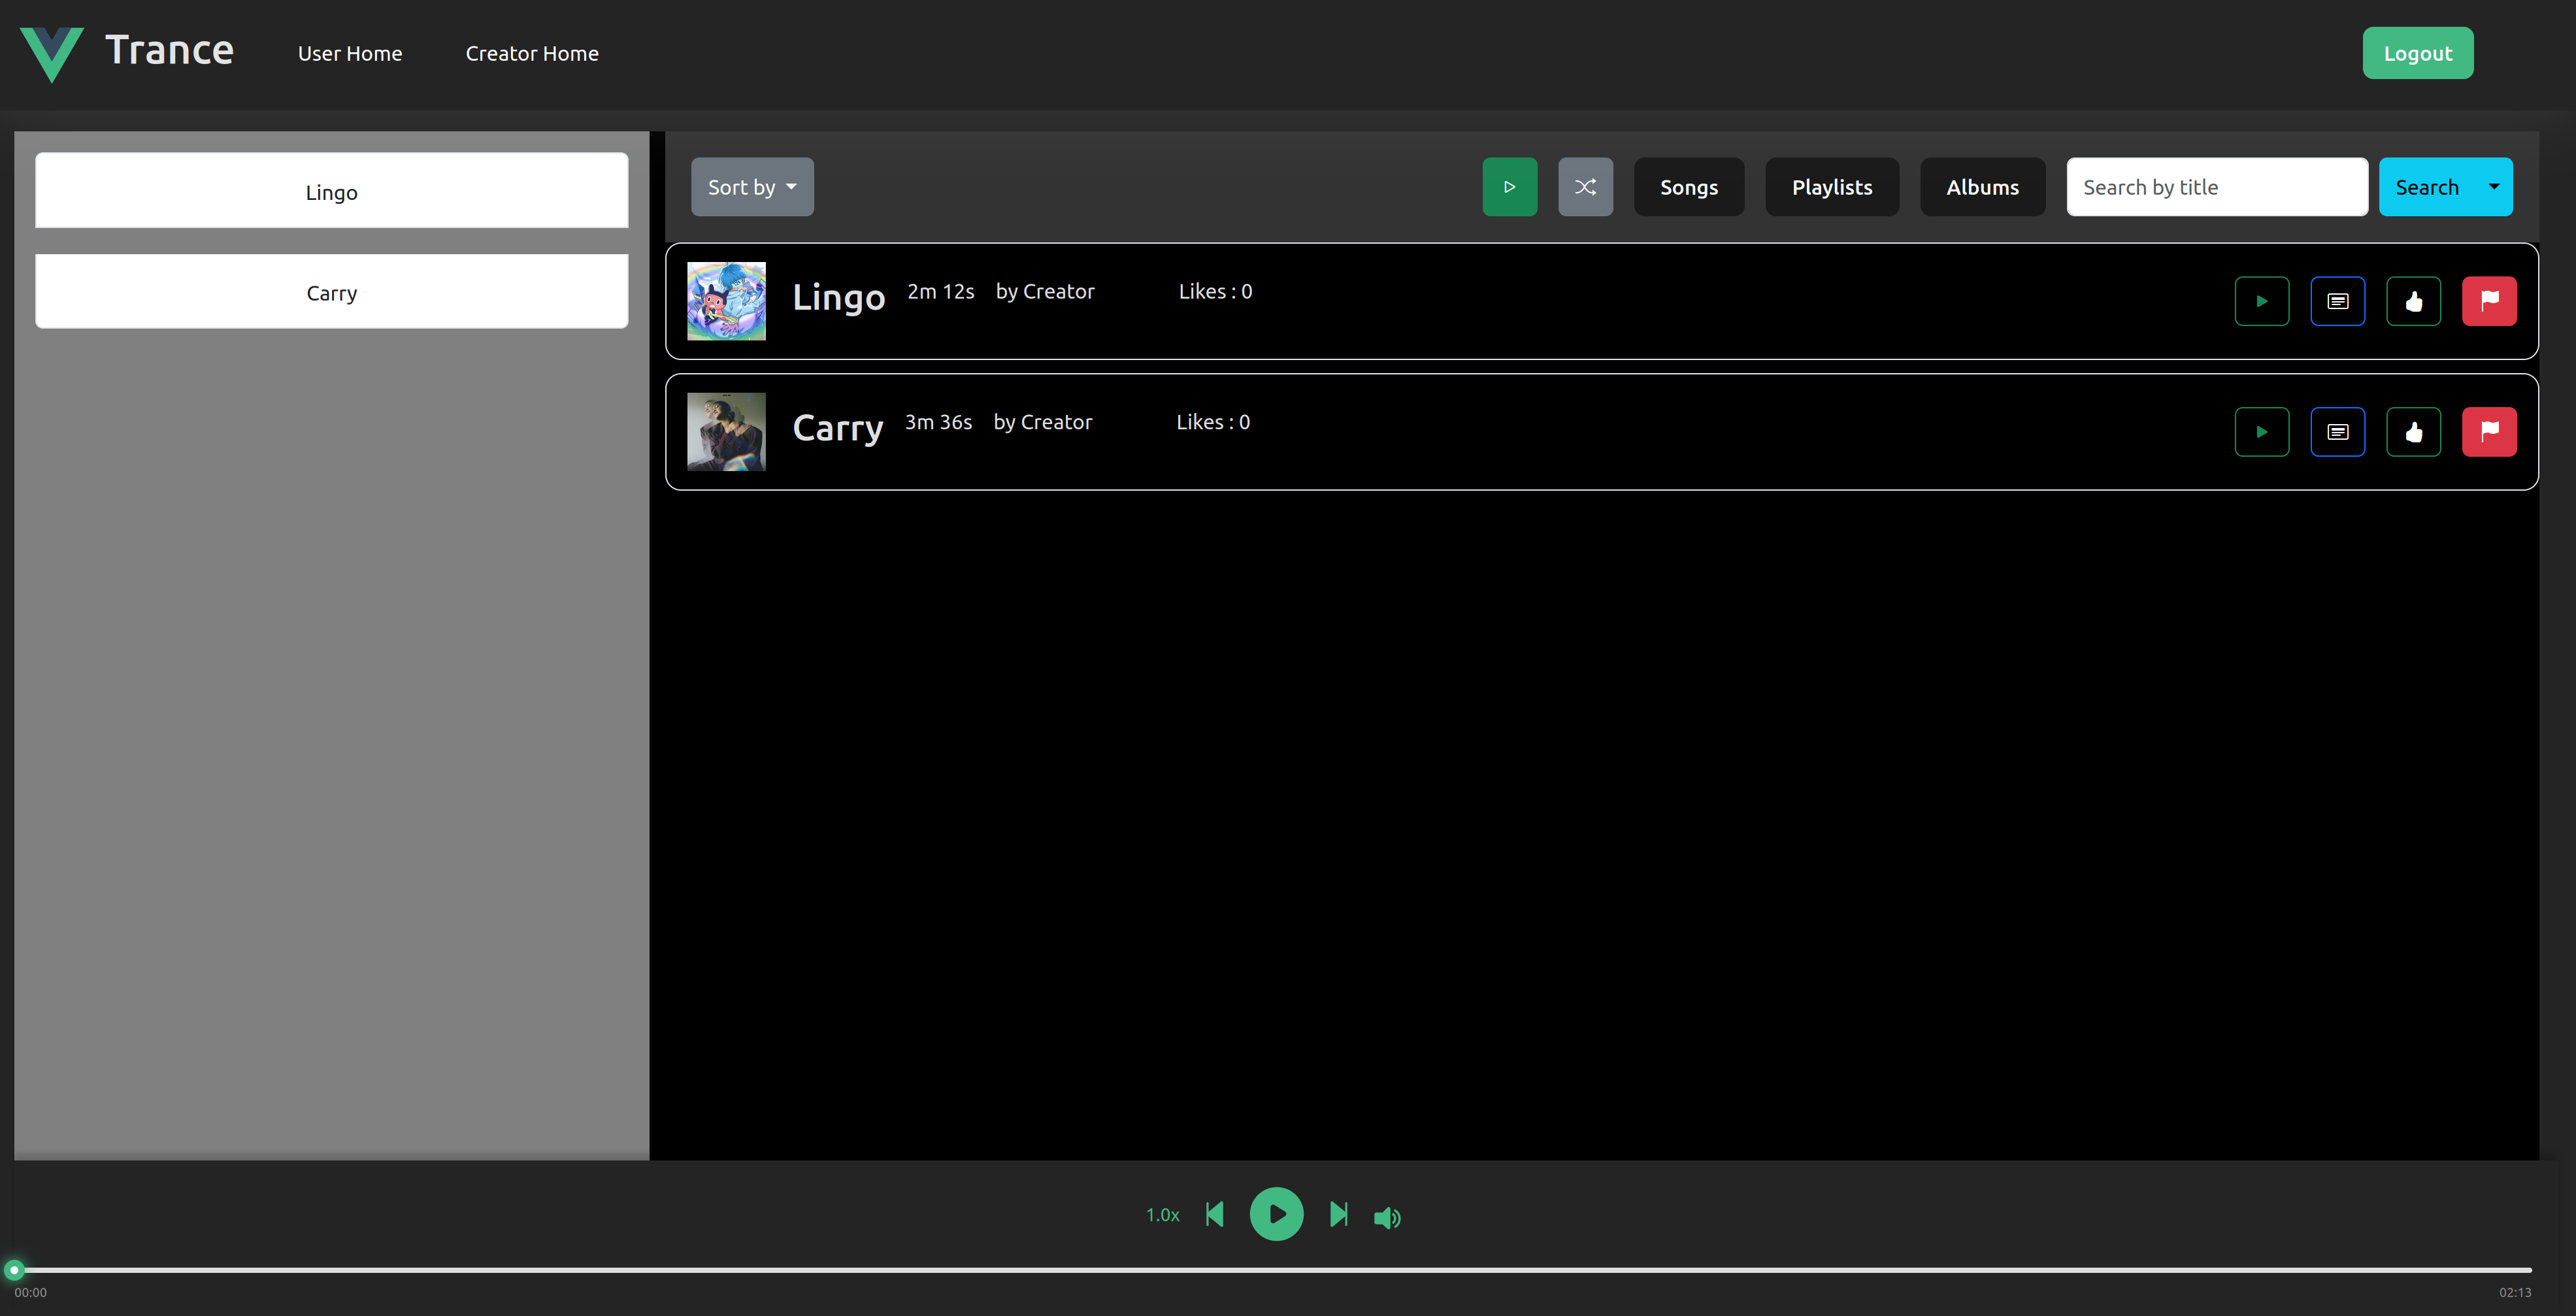 Trance User Home Creator Home Logout
Lingo
Carry
Sort by Songs Playlists Albums Search by title Search
Lingo 2m 12s by Creator Likes : 0
Carry 3m 36s by Creator Likes : 0
1.0x
00:00 02:13